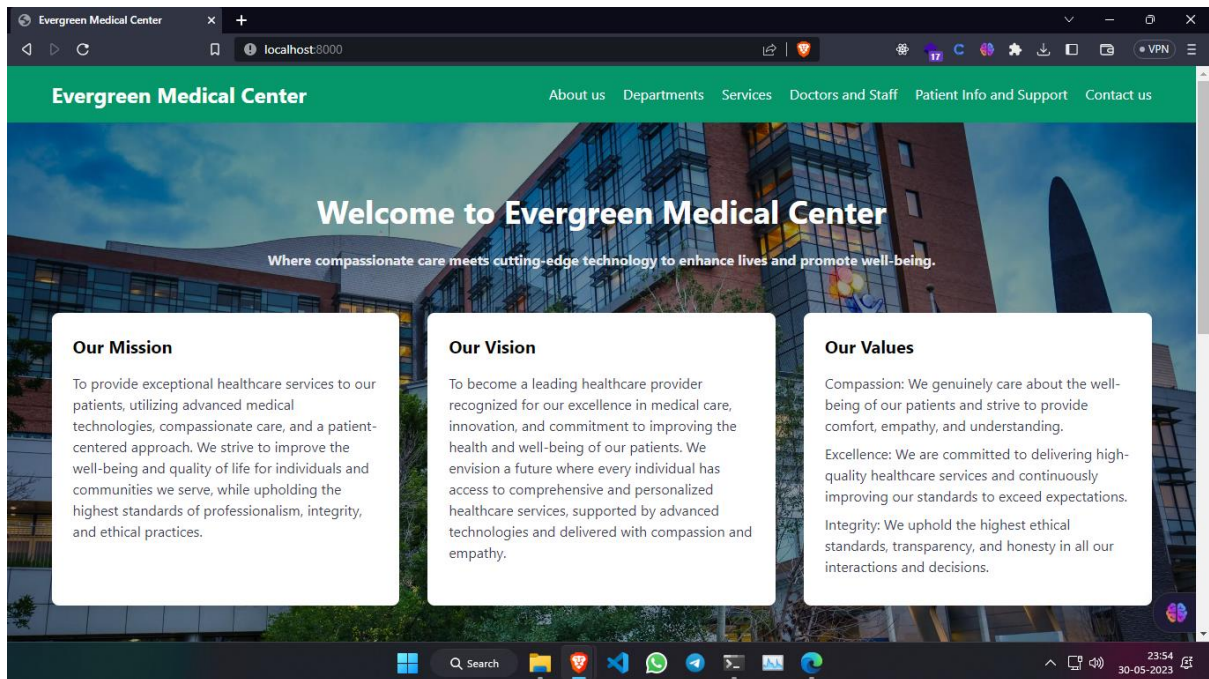 Evergreen Medical Center
localhost:8000
17
VPN
Evergreen Medical Center
About us Departments Services Doctors and Staff Patient Info and Support Contact us
Welcome to Evergreen Medical Center
Where compassionate care meets cutting-edge technology to enhance lives and promote well-being.
Our Mission
To provide exceptional healthcare services to our
patients, utilizing advanced medical
technologies, compassionate care, and a patient-
centered approach. We strive to improve the
well-being and quality of life for individuals and
communities we serve, while upholding the
highest standards of professionalism, integrity,
and ethical practices.
Our Vision
To become a leading healthcare provider
recognized for our excellence in medical care,
innovation, and commitment to improving the
health and well-being of our patients. We
envision a future where every individual has
access to comprehensive and personalized
healthcare services, supported by advanced
technologies and delivered with compassion and
empathy.
Our Values
Compassion: We genuinely care about the well-
being of our patients and strive to provide
comfort, empathy, and understanding.
Excellence: We are committed to delivering high-
quality healthcare services and continuously
improving our standards to exceed expectations.
Integrity: We uphold the highest ethical
standards, transparency, and honesty in all our
interactions and decisions.
Search
23:54
30-05-2023